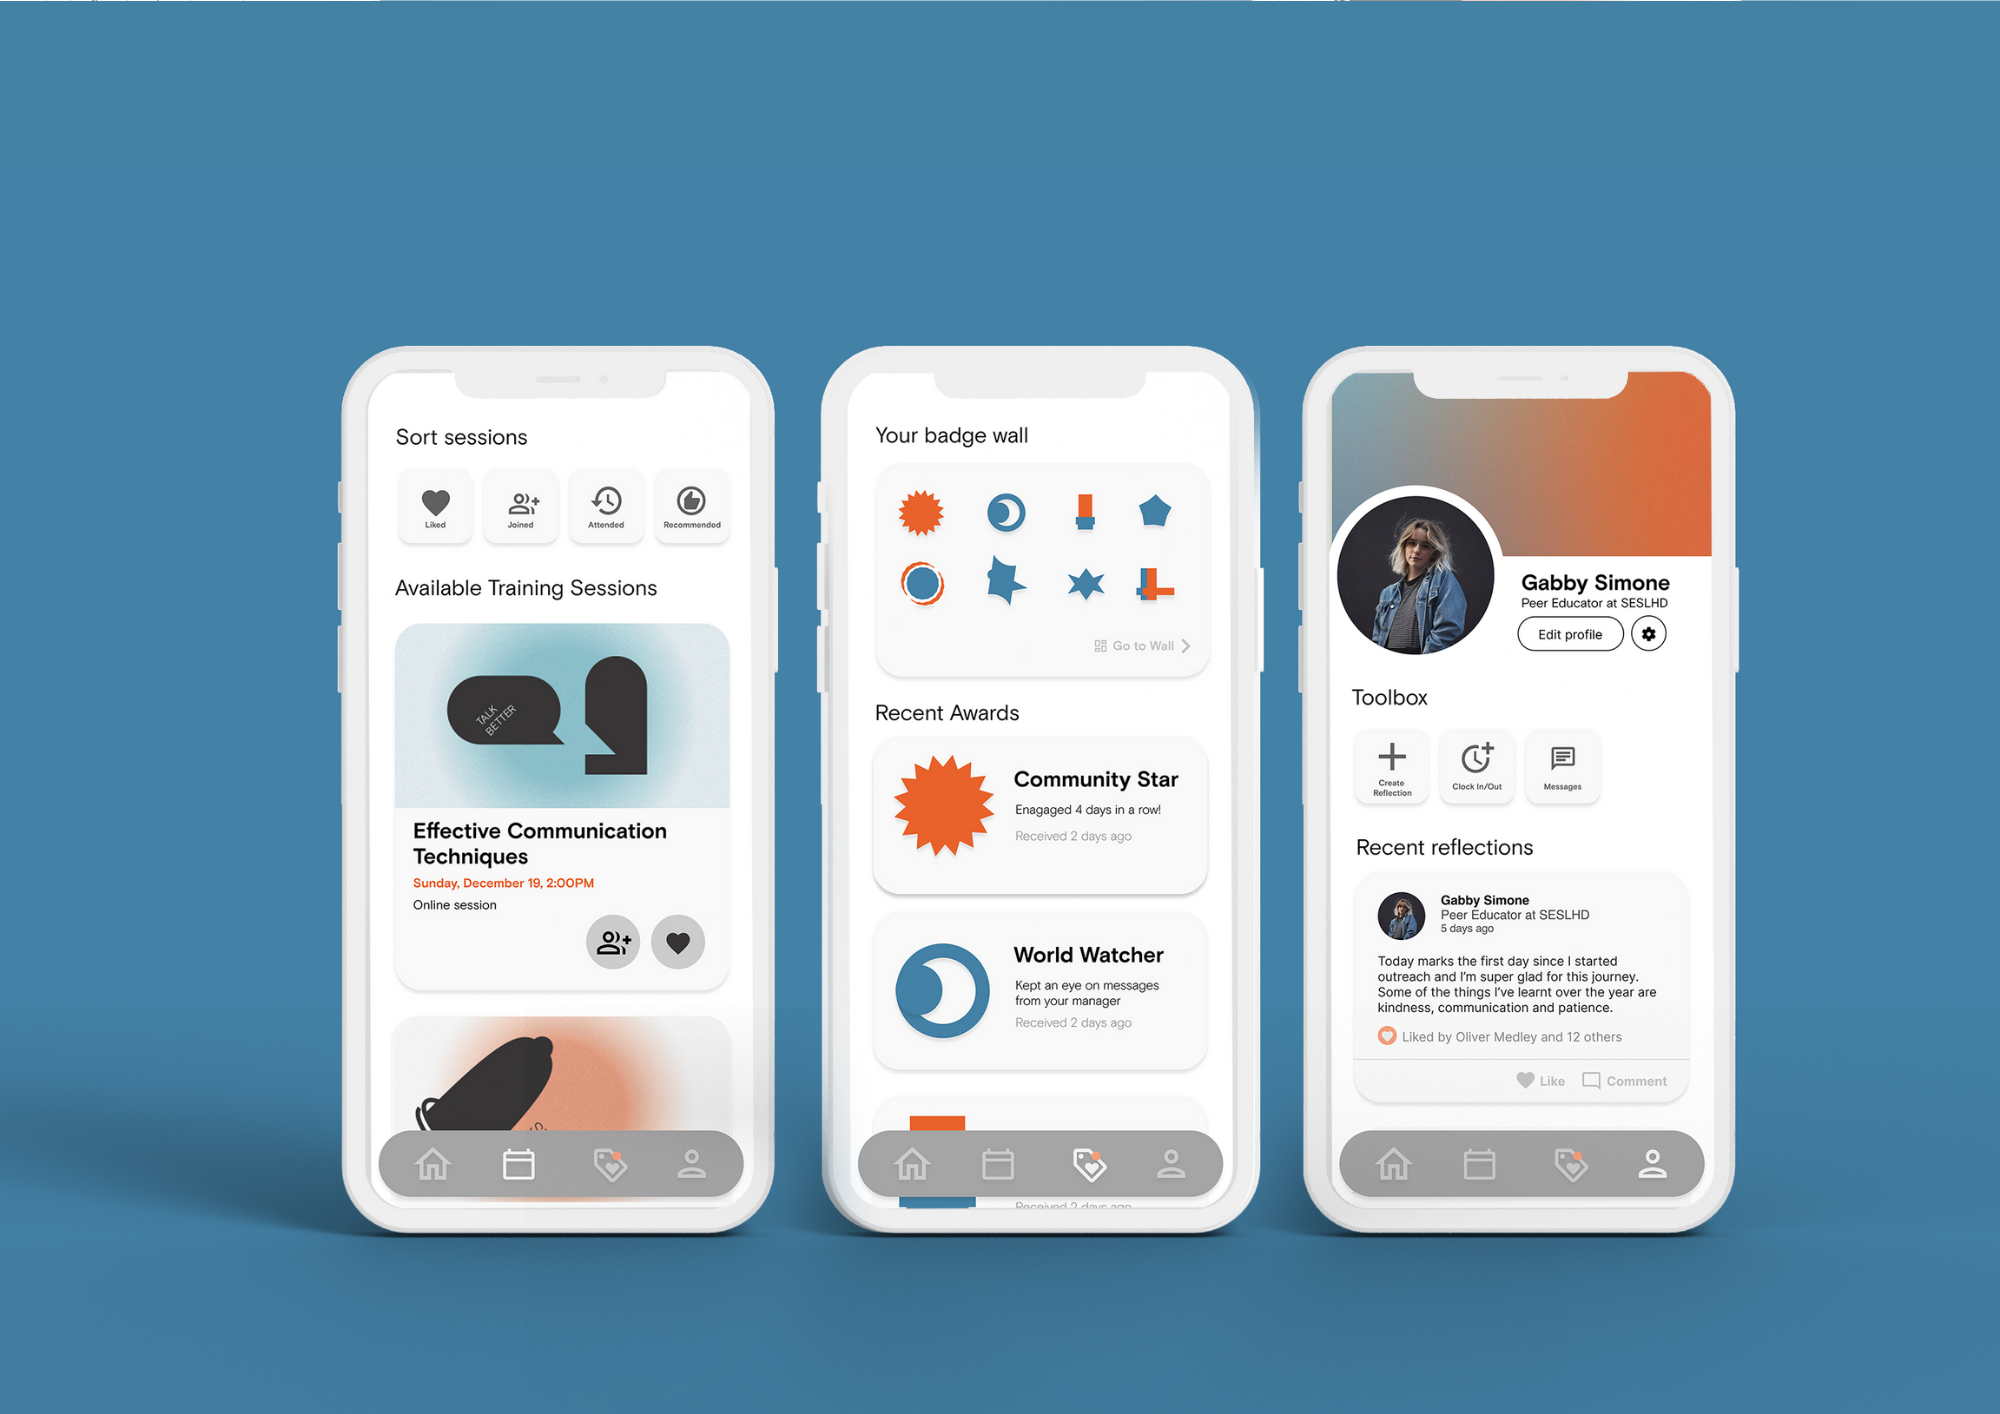 Sort sessions
Liked
Joined
Attended
Recommended
Available Training Sessions
TALK
BETTER
Effective Communication
Techniques
Sunday, December 19, 2:00PM
Online session
Your badge wall
Go to Wall
Recent Awards
Community Star
Enagaged 4 days in a row!
Received 2 days ago
World Watcher
Kept an eye on messages
from your manager
Received 2 days ago
Received 2 days ago
Gabby Simone
Peer Educator at SESLHD
Edit profile
Toolbox
Create
Reflection
Clock In/Out
Messages
Recent reflections
Gabby Simone
Peer Educator at SESLHD
5 days ago
Today marks the first day since I started
outreach and I'm super glad for this journey.
Some of the things I've learnt over the year are
kindness, communication and patience.
Liked by Oliver Medley and 12 others
Like
Comment